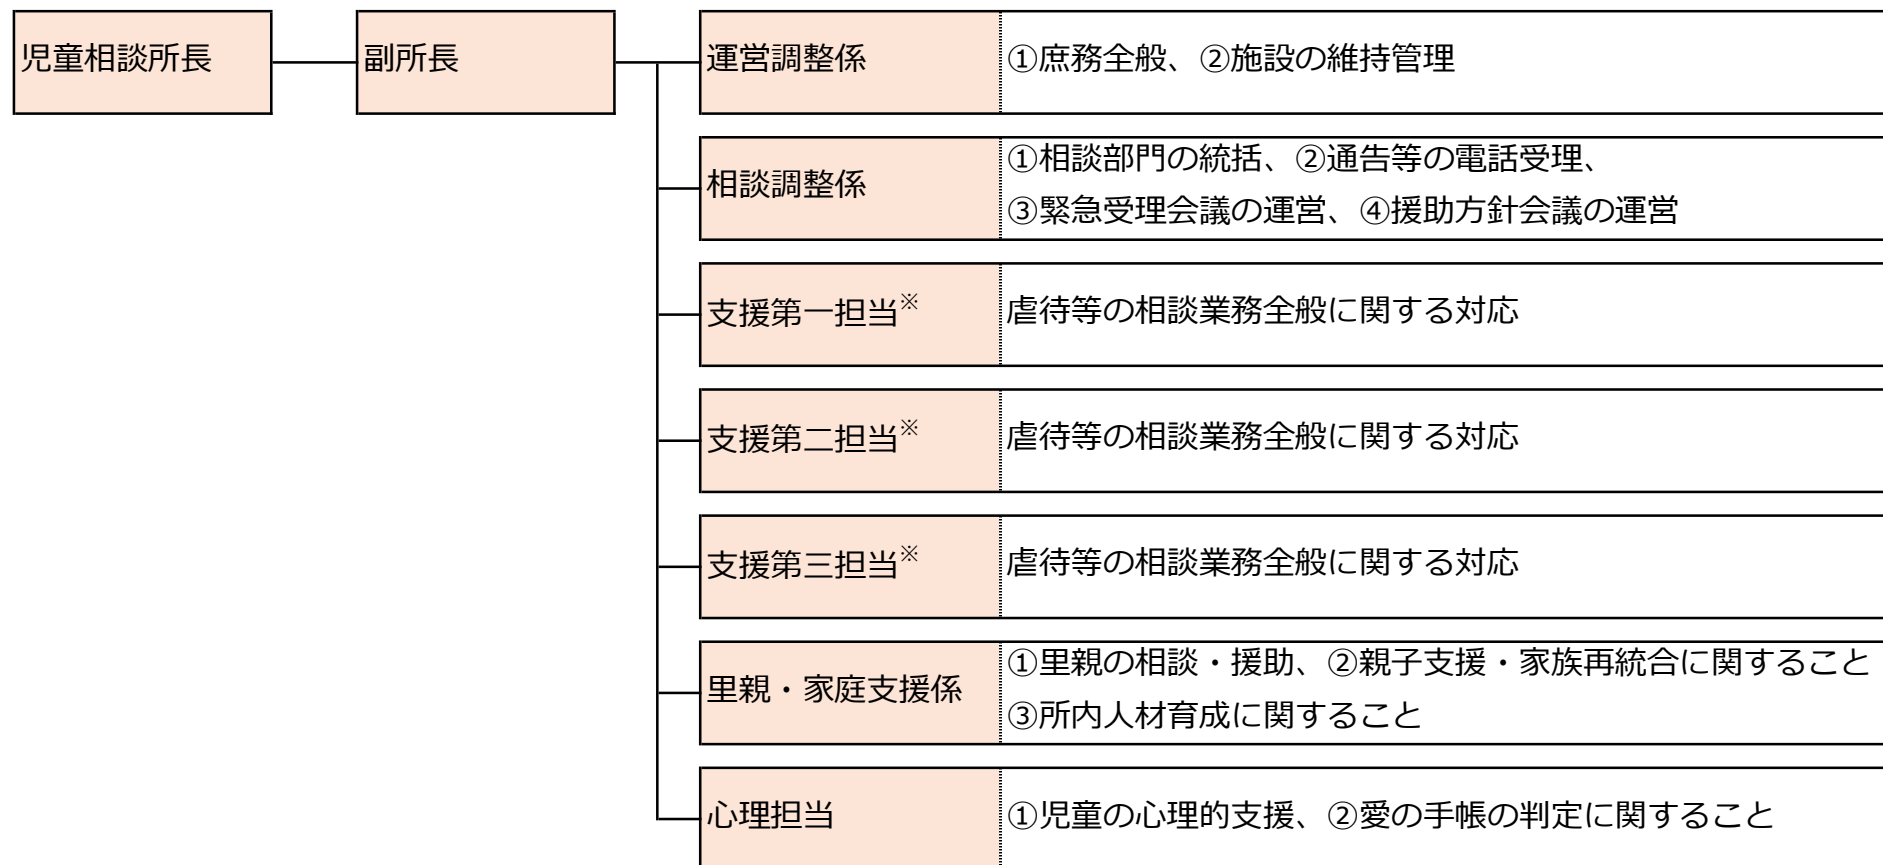 児童相談所長
副所長
運営調整係
①庶務全般、②施設の維持管理
相談調整係
①相談部門の統括、②通告等の電話受理、
③緊急受理会議の運営、④援助方針会議の運営
支援第一担当※
虐待等の相談業務全般に関する対応
支援第二担当※
虐待等の相談業務全般に関する対応
支援第三担当※
虐待等の相談業務全般に関する対応
里親・家庭支援係
①里親の相談・援助、②親子支援・家族再統合に関すること
③所内人材育成に関すること
心理担当
①児童の心理的支援、②愛の手帳の判定に関すること